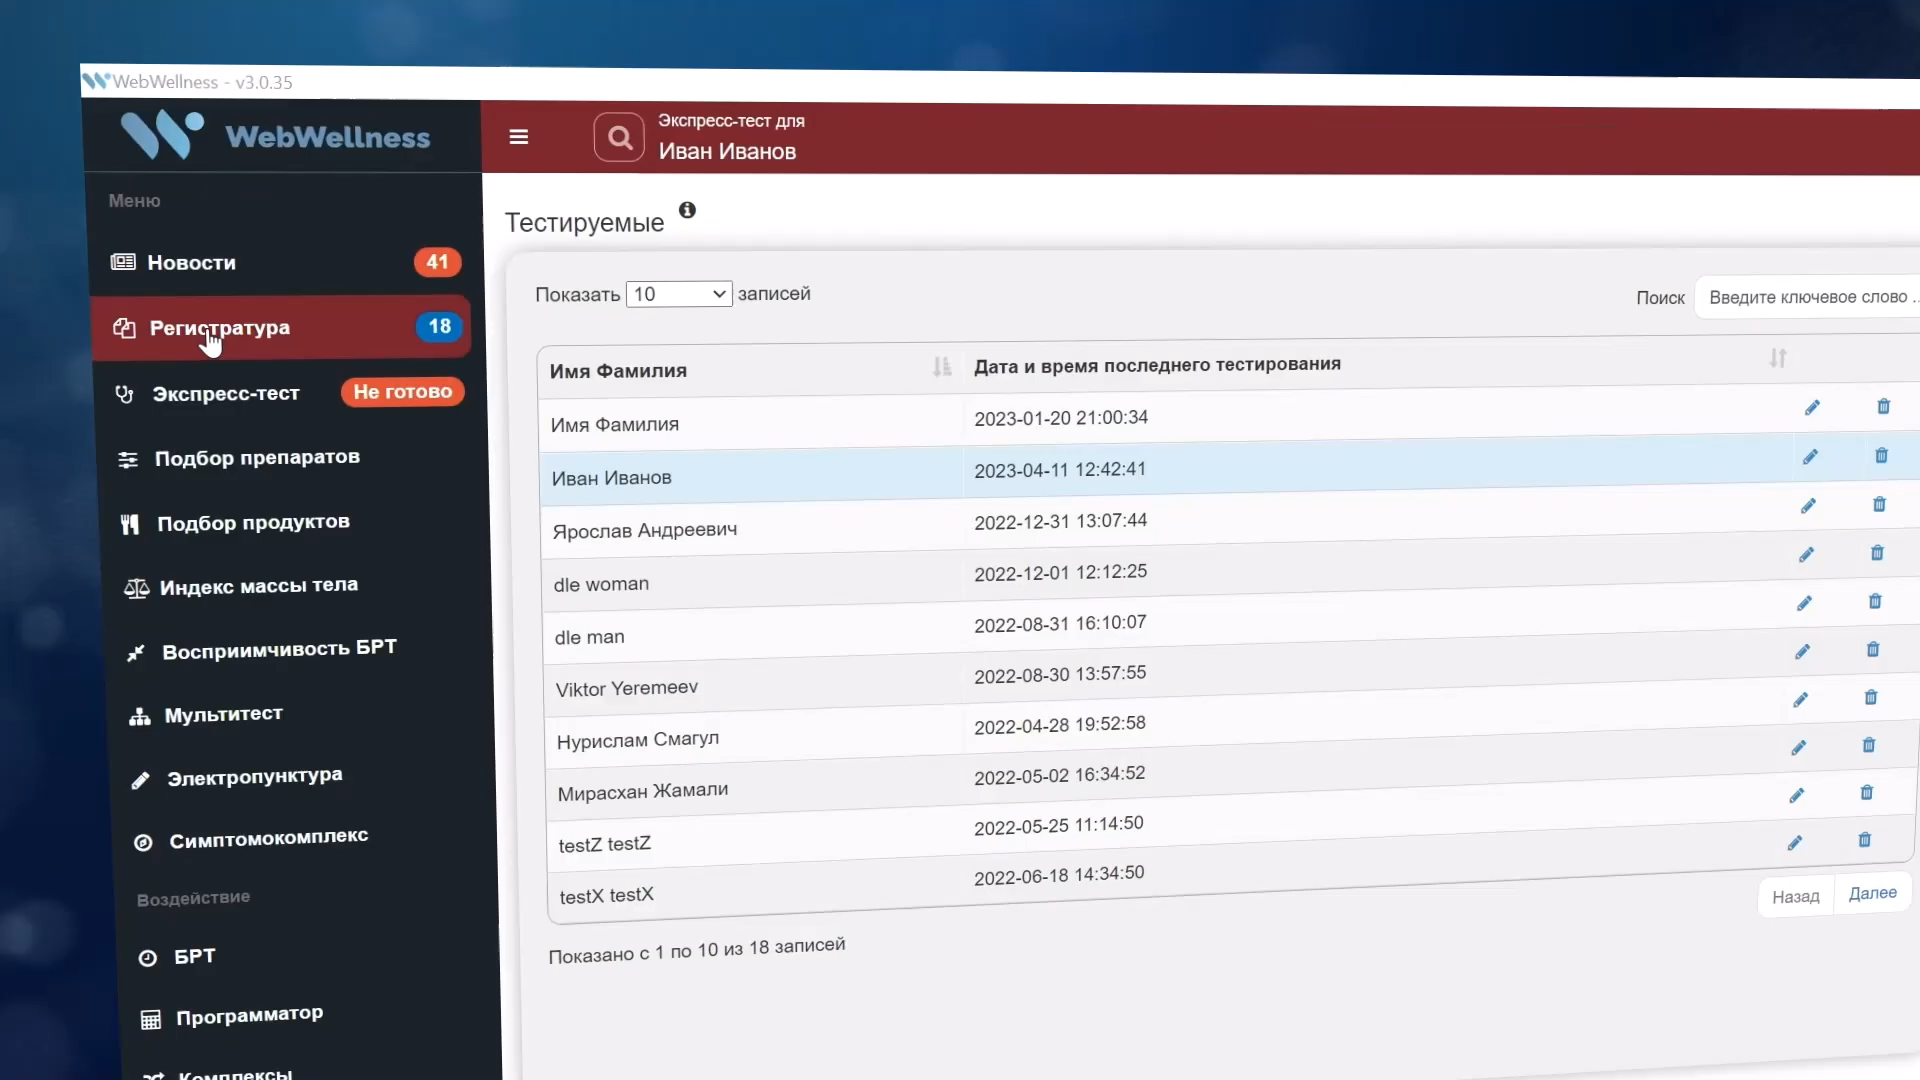 WebWellness - v3.0.35
WebWellness
Экспресс-тест для
Иван Иванов
Меню
Новости 41
Регистратура 18
Экспресс-тест Не готово
Подбор препаратов
Подбор продуктов
Индекс массы тела
Восприимчивость БРТ
Мультитест
Электропунктура
Симптомокомплекс
Воздействие
БРТ
Программатор
Комплексы
Тестируемые
Показать 10 записей
Поиск Введите ключевое слово ..
Имя Фамилия Дата и время последнего тестирования
Имя Фамилия 2023-01-20 21:00:34
Иван Иванов 2023-04-11 12:42:41
Ярослав Андреевич 2022-12-31 13:07:44
dle woman 2022-12-01 12:12:25
dle man 2022-08-31 16:10:07
Viktor Yeremeev 2022-08-30 13:57:55
Нурислам Смагул 2022-04-28 19:52:58
Мирасхан Жамали 2022-05-02 16:34:52
testZ testZ 2022-05-25 11:14:50
testX testX 2022-06-18 14:34:50
Назад Далее
Показано с 1 по 10 из 18 записей